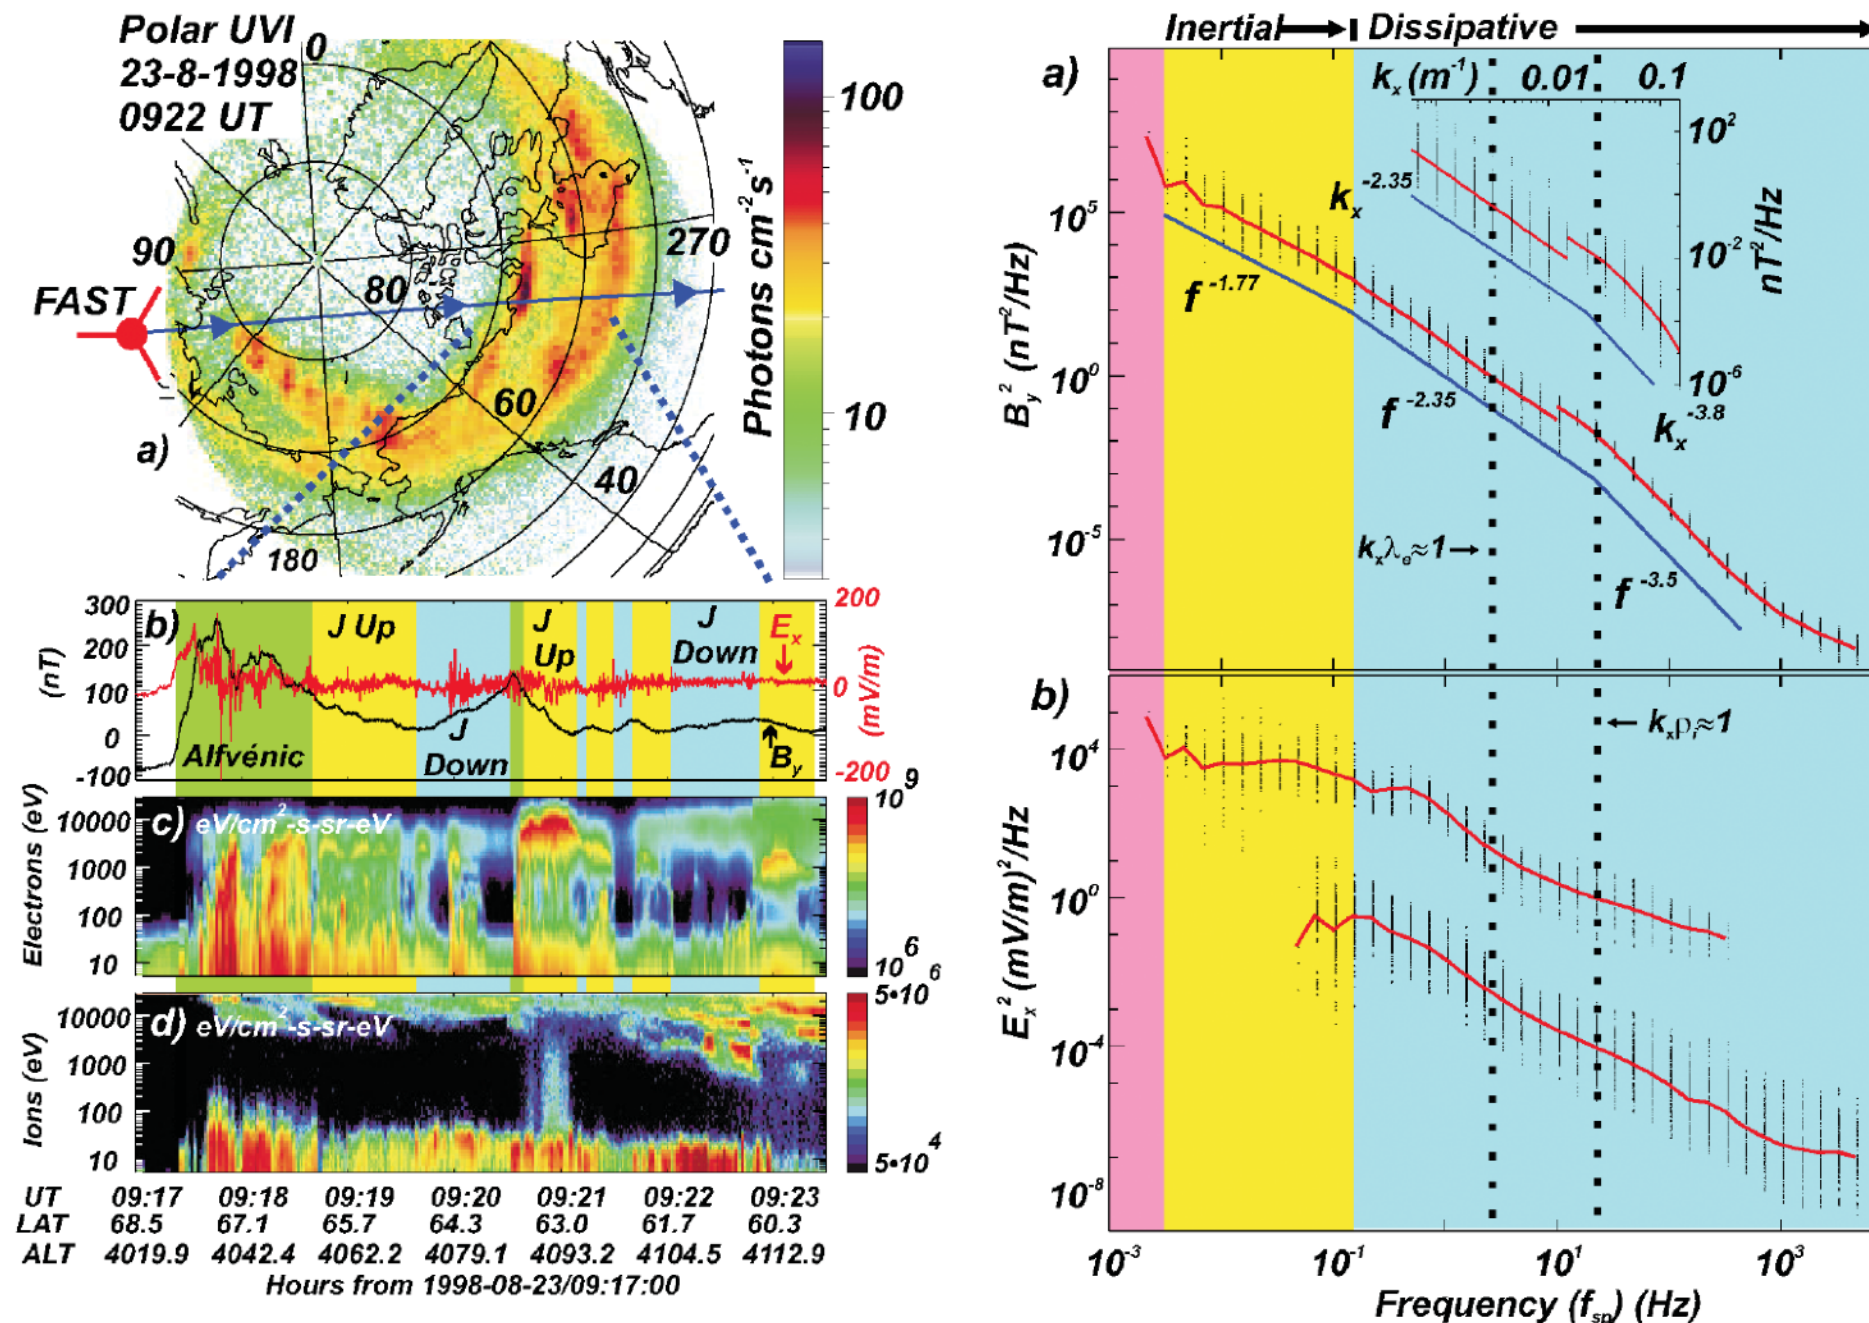 Polar UVI
23-8-1998
0922 UT
0
90
270
180
80
60
40
FAST
a)
100
10
Photons cm⁻²s⁻¹
b)
300
200
100
0
-100
(nT)
200
0
-200
(mV/m)
J Up
J
Up
J
Down
J
Down
Alfvénic
Eₓ
B_y
c) eV/cm²-s-sr-eV
Electrons (eV)
10000
1000
100
10
10⁹
10⁶
d) eV/cm²-s-sr-eV
Ions (eV)
10000
1000
100
10
5•10⁶
5•10⁴
UT 09:17 09:18 09:19 09:20 09:21 09:22 09:23
LAT 68.5 67.1 65.7 64.3 63.0 61.7 60.3
ALT 4019.9 4042.4 4062.2 4079.1 4093.2 4104.5 4112.9
Hours from 1998-08-23/09:17:00
Inertial
Dissipative
a)
kₓ (m⁻¹) 0.01 0.1
10²
10⁻²
10⁻⁶
nT²/Hz
kₓ⁻²·³⁵
kₓ⁻³·⁸
B_y² (nT²/Hz)
10⁵
10⁰
10⁻⁵
f⁻¹·⁷⁷
f⁻²·³⁵
f⁻³·⁵
kₓλₑ≈1
b)
kₓρᵢ≈1
Eₓ² (mV/m)²/Hz
10⁴
10⁰
10⁻⁴
10⁻⁸
10⁻³ 10⁻¹ 10¹ 10³
Frequency (f_sp) (Hz)